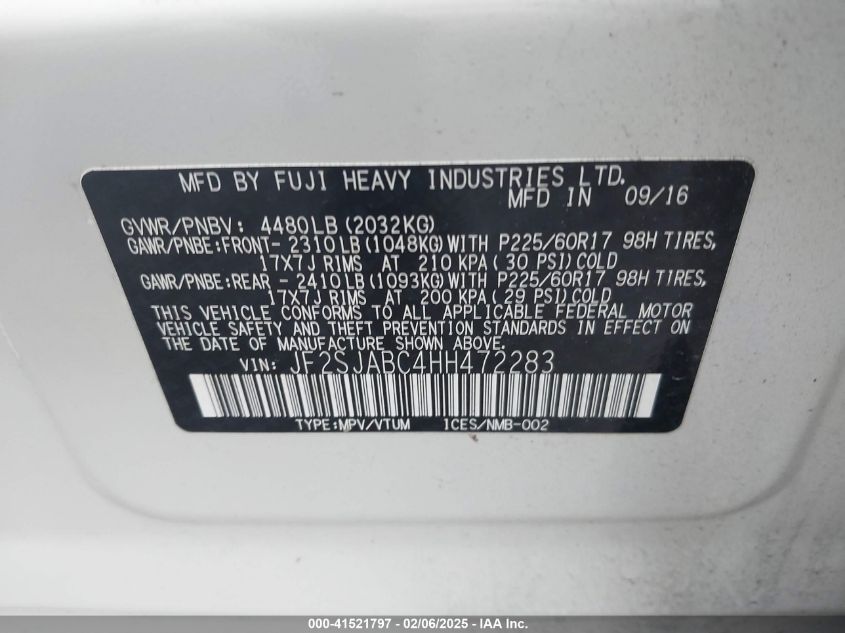 MFD BY FUJI HEAVY INDUSTRIES LTD.
MFD IN 09/16
GVWR/PNBV: 4480LB(2032KG)
GAWR/PNBE:FRONT- 2310LB(1048KG)WITH P225/60R17 98H TIRES,
17X7J RIMS AT 210 KPA( 30 PSI)COLD
GAWR/PNBE:REAR - 2410LB(1093KG)WITH P225/60R17 98H TIRES,
17X7J RIMS AT 200 KPA( 29 PSI)COLD
THIS VEHICLE CONFORMS TO ALL APPLICABLE FEDERAL MOTOR
VEHICLE SAFETY AND THEFT PREVENTION STANDARDS IN EFFECT ON
THE DATE OF MANUFACTURE SHOWN ABOVE.
VIN: JF2SJABC4HH472283
TYPE:MPV/VTUM ICES/NMB-002
000-41521797 - 02/06/2025 - IAA Inc.